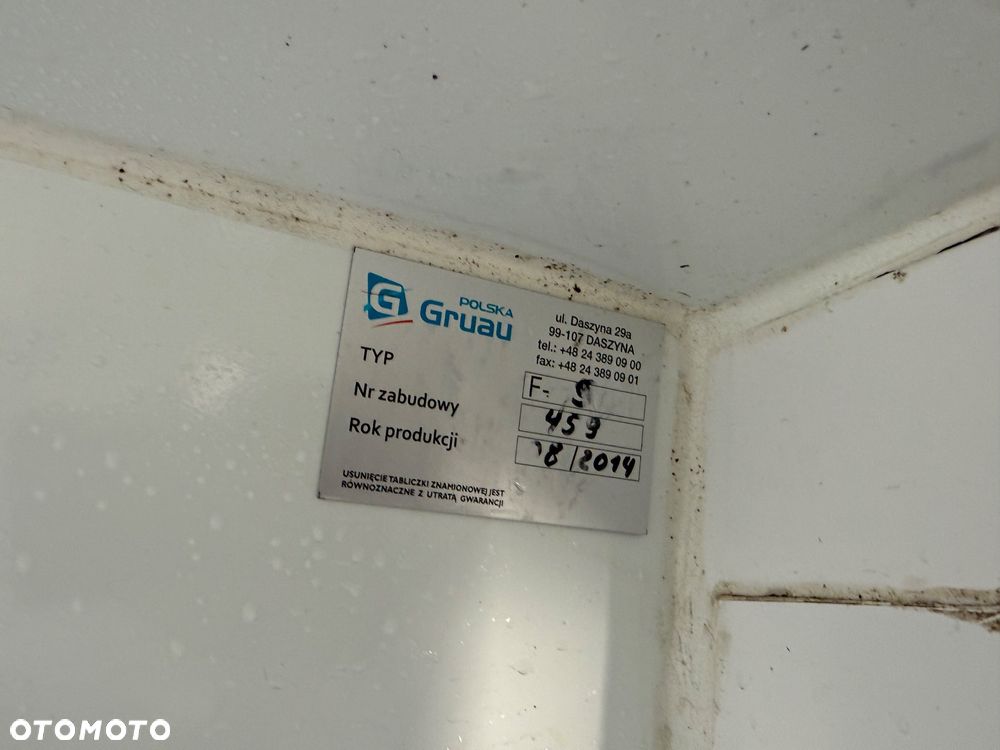 POLSKA
Gruau
ul. Daszyna 29a
99-107 DASZYNA
tel.: +48 24 389 09 00
fax: +48 24 389 09 01
TYP F- S
Nr zabudowy 459
Rok produkcji 8/2014
USUNIĘCIE TABLICZKI ZNAMIONOWEJ JEST
RÓWNOZNACZNE Z UTRATĄ GWARANCJI
OTOMOTO